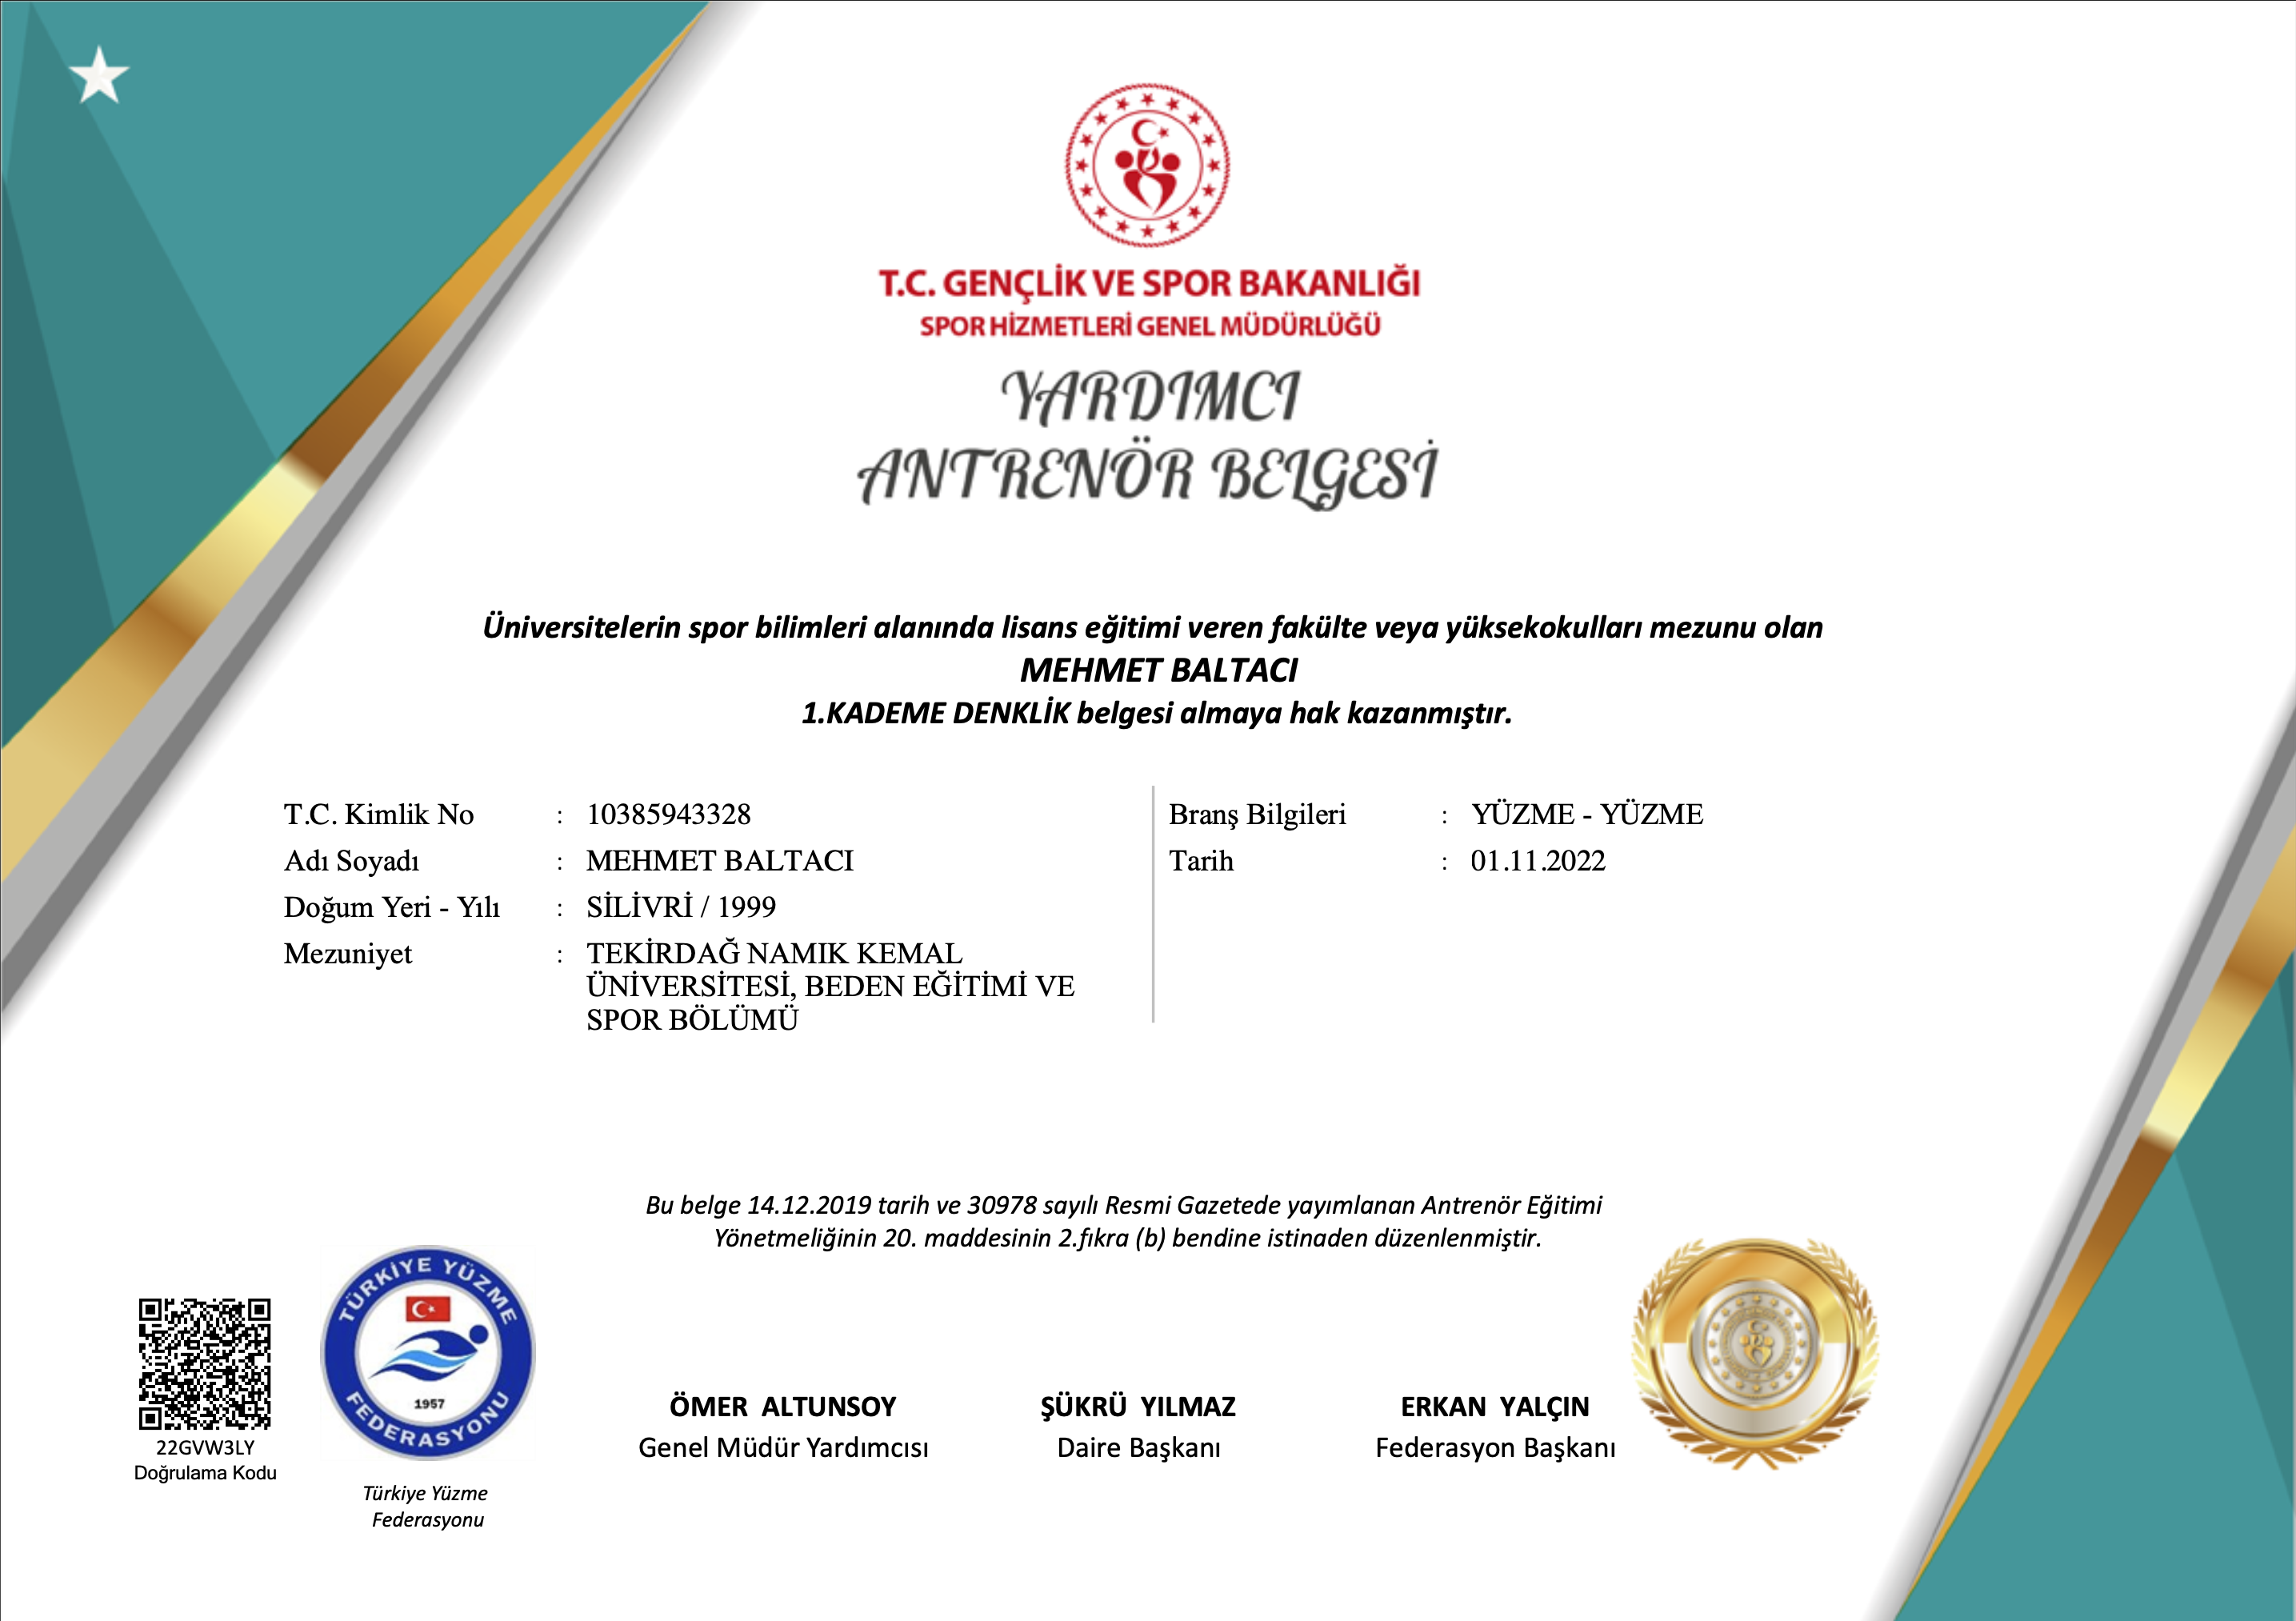 T.C. GENÇLİK VE SPOR BAKANLIĞI
SPOR HİZMETLERİ GENEL MÜDÜRLÜĞÜ
YARDIMCI
ANTRENÖR BELGESİ
Üniversitelerin spor bilimleri alanında lisans eğitimi veren fakülte veya yüksekokulları mezunu olan
MEHMET BALTACI
1.KADEME DENKLİK belgesi almaya hak kazanmıştır.
T.C. Kimlik No : 10385943328
Adı Soyadı : MEHMET BALTACI
Doğum Yeri - Yılı : SİLİVRİ / 1999
Mezuniyet : TEKİRDAĞ NAMIK KEMAL
ÜNİVERSİTESİ, BEDEN EĞİTİMİ VE
SPOR BÖLÜMÜ
Branş Bilgileri : YÜZME - YÜZME
Tarih : 01.11.2022
Bu belge 14.12.2019 tarih ve 30978 sayılı Resmi Gazetede yayımlanan Antrenör Eğitimi
Yönetmeliğinin 20. maddesinin 2.fıkra (b) bendine istinaden düzenlenmiştir.
22GVW3LY
Doğrulama Kodu
TÜRKİYE YÜZME
1957
FEDERASYONU
Türkiye Yüzme
Federasyonu
ÖMER ALTUNSOY
Genel Müdür Yardımcısı
ŞÜKRÜ YILMAZ
Daire Başkanı
ERKAN YALÇIN
Federasyon Başkanı